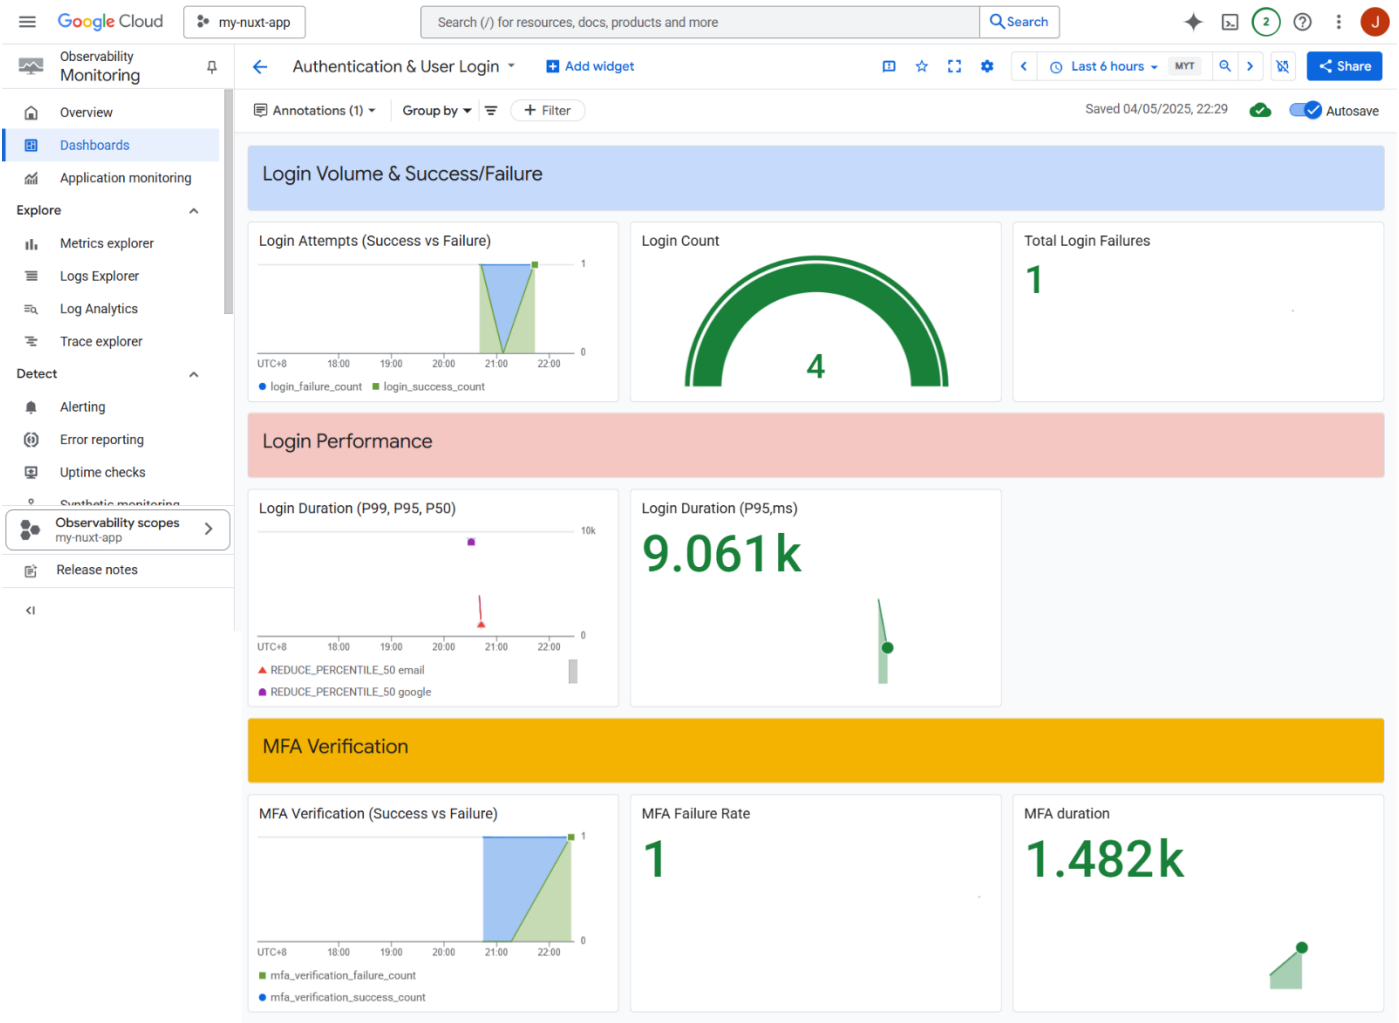 Google Cloud
my-nuxt-app
Search (/) for resources, docs, products and more
Search
2
J
Observability
Monitoring
Authentication & User Login
Add widget
Last 6 hours
MYT
Share
Annotations (1)
Group by
Filter
Saved 04/05/2025, 22:29
Autosave
Overview
Dashboards
Application monitoring
Explore
Metrics explorer
Logs Explorer
Log Analytics
Trace explorer
Detect
Alerting
Error reporting
Uptime checks
Synthetic monitoring
Observability scopes
my-nuxt-app
Release notes
Login Volume & Success/Failure
Login Attempts (Success vs Failure)
1
0
UTC+8 18:00 19:00 20:00 21:00 22:00
login_failure_count login_success_count
Login Count
4
Total Login Failures
1
Login Performance
Login Duration (P99, P95, P50)
10k
0
UTC+8 18:00 19:00 20:00 21:00 22:00
REDUCE_PERCENTILE_50 email
REDUCE_PERCENTILE_50 google
Login Duration (P95,ms)
9.061k
MFA Verification
MFA Verification (Success vs Failure)
1
0
UTC+8 18:00 19:00 20:00 21:00 22:00
mfa_verification_failure_count
mfa_verification_success_count
MFA Failure Rate
1
MFA duration
1.482k